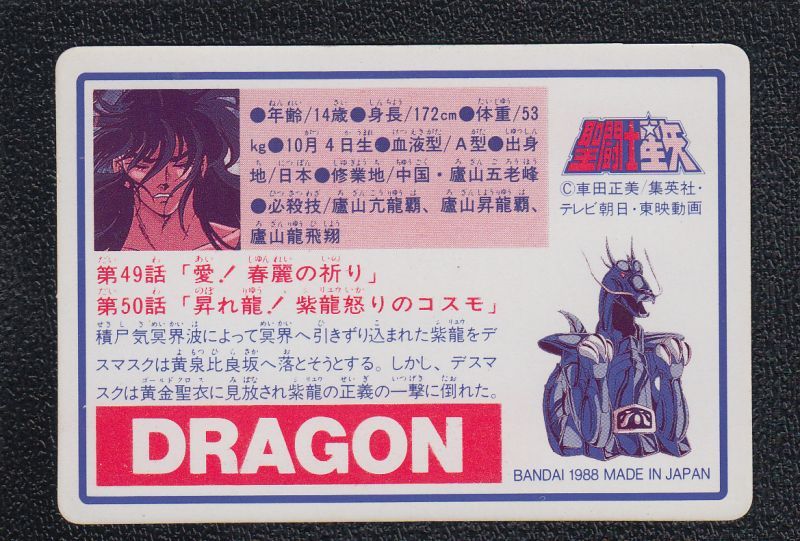 ●年齢/14歳●身長/172cm●体重/53
kg●10月4日生●血液型/A型●出身
地/日本●修業地/中国・廬山五老峰
●必殺技/廬山亢龍覇、廬山昇龍覇、
廬山龍飛翔
聖闘士星矢
Ⓒ車田正美/集英社・
テレビ朝日・東映動画
第49話「愛!春麗の祈り」
第50話「昇れ龍!紫龍怒りのコスモ」
積尸気冥界波によって冥界へ引きずり込まれた紫龍をデ
スマスクは黄泉比良坂へ落とそうとする。しかし、デスマ
スクは黄金聖衣に見放され紫龍の正義の一撃に倒れた。
DRAGON
BANDAI 1988 MADE IN JAPAN